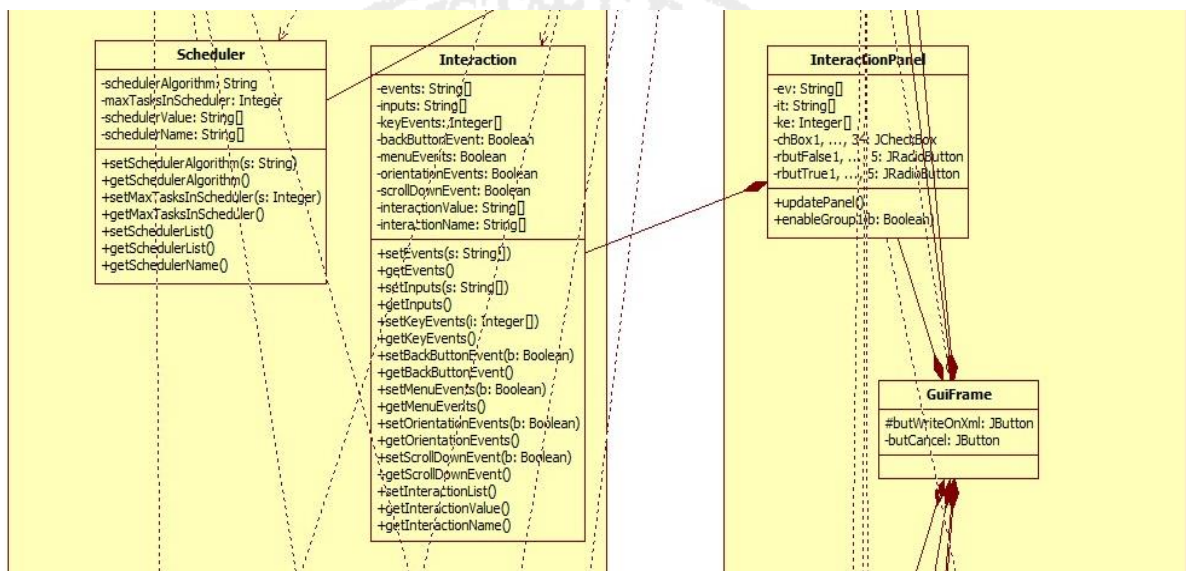 Scheduler
-schedulerAlgorithm: String
-maxTasksInScheduler: Integer
-schedulerValue: String[]
-schedulerName: String[]
+setSchedulerAlgorithm(s: String)
+getSchedulerAlgorithm()
+setMaxTasksInScheduler(s: Integer)
+getMaxTasksInScheduler()
+setSchedulerList()
+getSchedulerList()
+getSchedulerName()
Interaction
-events: String[]
-inputs: String[]
-keyEvents: Integer[]
-backButtonEvent: Boolean
-menuEvents: Boolean
-orientationEvents: Boolean
-scrollDownEvent: Boolean
-interactionValue: String[]
-interactionName: String[]
+setEvents(s: String[])
+getEvents()
+setInputs(s: String[])
+getInputs()
+setKeyEvents(i: Integer[])
+getKeyEvents()
+setBackButtonEvent(b: Boolean)
+getBackButtonEvent()
+setMenuEvents(b: Boolean)
+getMenuEvents()
+setOrientationEvents(b: Boolean)
+getOrientationEvents()
+setScrollDownEvent(b: Boolean)
+getScrollDownEvent()
+setInteractionList()
+getInteractionValue()
+getInteractionName()
InteractionPanel
-ev: String[]
-it: String[]
-ke: Integer[]
-chBox1, ..., 34: JCheckBox
-rbutFalse1, ..., 5: JRadioButton
-rbutTrue1, ..., 5: JRadioButton
+updatePanel()
+enableGroup1(b: Boolean)
GuiFrame
#butWriteOnXml: JButton
-butCancel: JButton